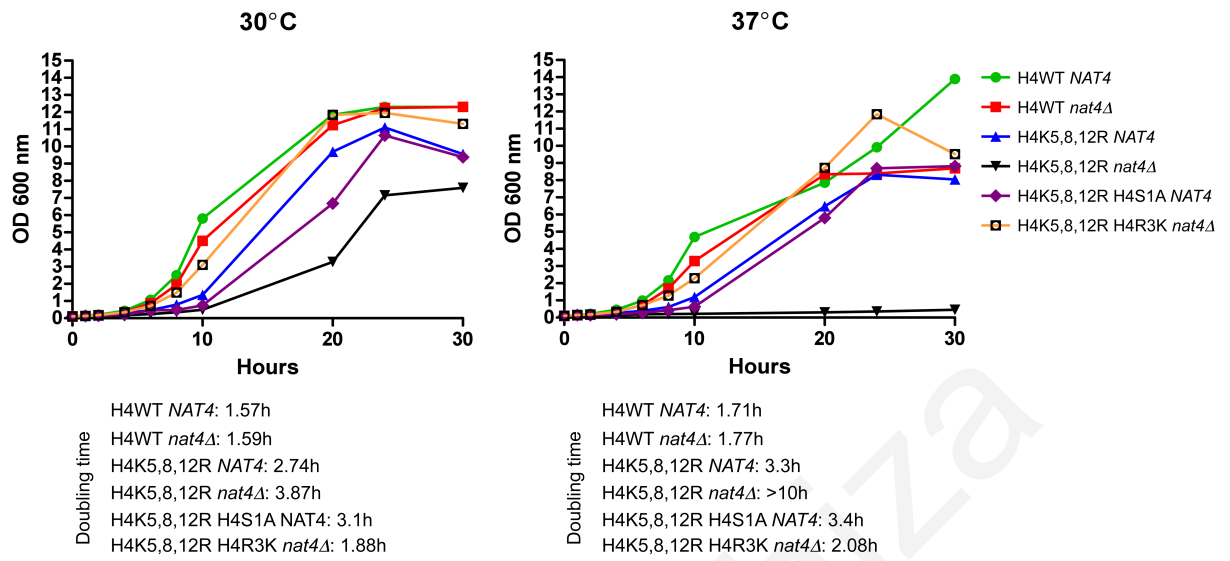 30°C
37°C
OD 600 nm
15
14
13
12
11
10
9
8
7
6
5
4
3
2
1
0
0
10
20
30
Hours
OD 600 nm
15
14
13
12
11
10
9
8
7
6
5
4
3
2
1
0
0
10
20
30
Hours
H4WT NAT4
H4WT nat4Δ
H4K5,8,12R NAT4
H4K5,8,12R nat4Δ
H4K5,8,12R H4S1A NAT4
H4K5,8,12R H4R3K nat4Δ
Doubling time
H4WT NAT4: 1.57h
H4WT nat4Δ: 1.59h
H4K5,8,12R NAT4: 2.74h
H4K5,8,12R nat4Δ: 3.87h
H4K5,8,12R H4S1A NAT4: 3.1h
H4K5,8,12R H4R3K nat4Δ: 1.88h
Doubling time
H4WT NAT4: 1.71h
H4WT nat4Δ: 1.77h
H4K5,8,12R NAT4: 3.3h
H4K5,8,12R nat4Δ: >10h
H4K5,8,12R H4S1A NAT4: 3.4h
H4K5,8,12R H4R3K nat4Δ: 2.08h